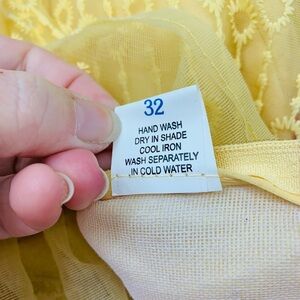 32
HAND WASH
DRY IN SHADE
COOL IRON
WASH SEPARATELY
IN COLD WATER